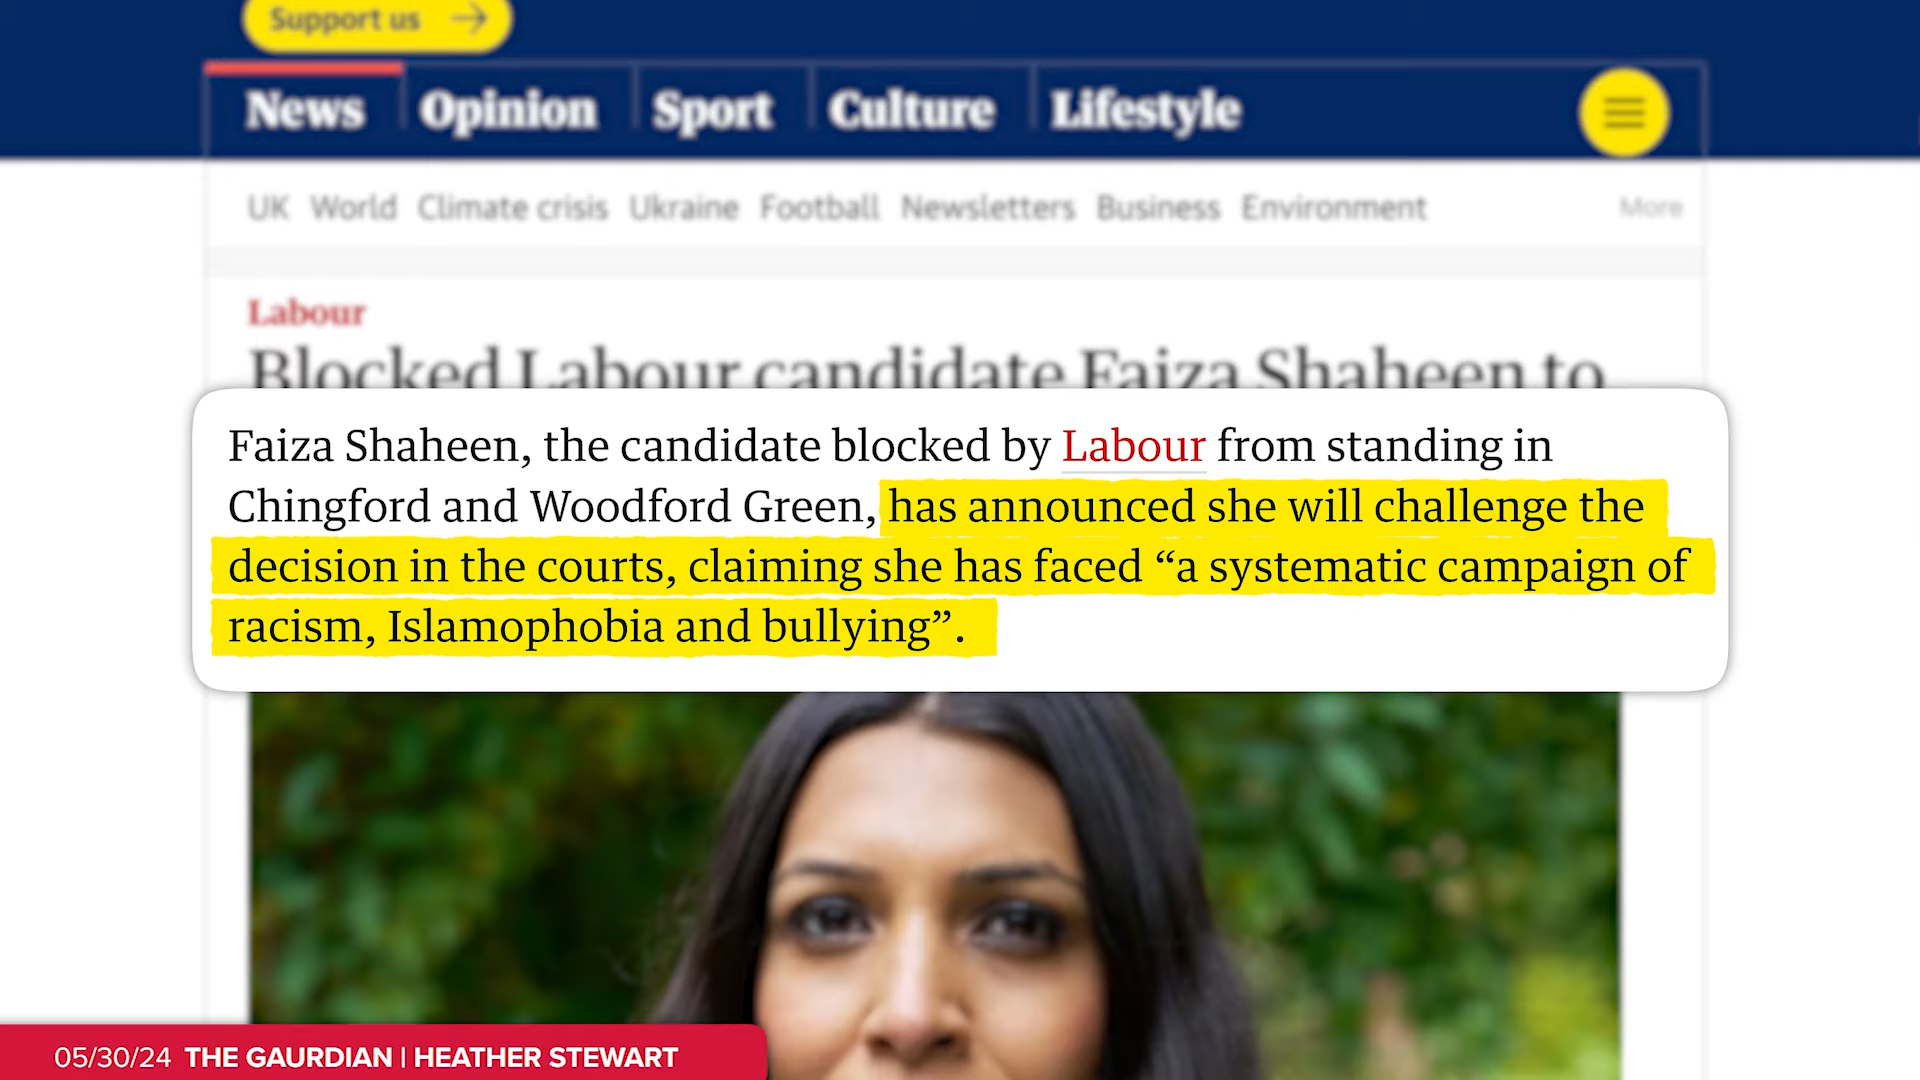 Support us
News Opinion Sport Culture Lifestyle
UK World Climate crisis Ukraine Football Newsletters Business Environment More
Labour
Blocked Labour candidate Faiza Shaheen to
Faiza Shaheen, the candidate blocked by Labour from standing in
Chingford and Woodford Green, has announced she will challenge the
decision in the courts, claiming she has faced “a systematic campaign of
racism, Islamophobia and bullying”.
05/30/24 THE GAURDIAN | HEATHER STEWART